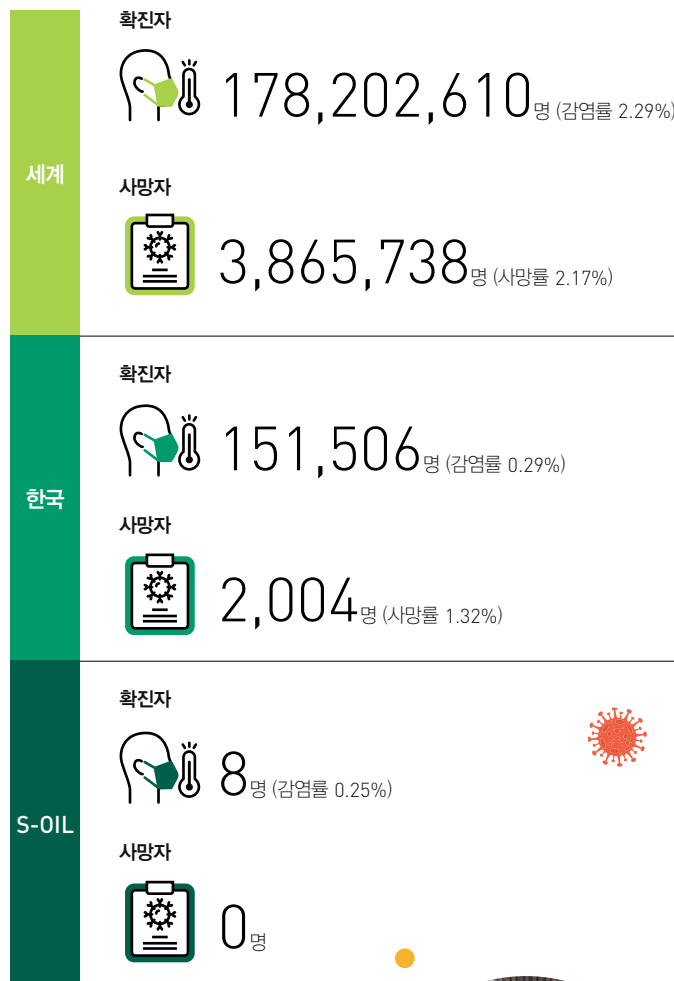 세계
확진자
178,202,610명 (감염률 2.29%)
사망자
3,865,738명 (사망률 2.17%)
한국
확진자
151,506명 (감염률 0.29%)
사망자
2,004명 (사망률 1.32%)
S-OIL
확진자
8명 (감염률 0.25%)
사망자
0명